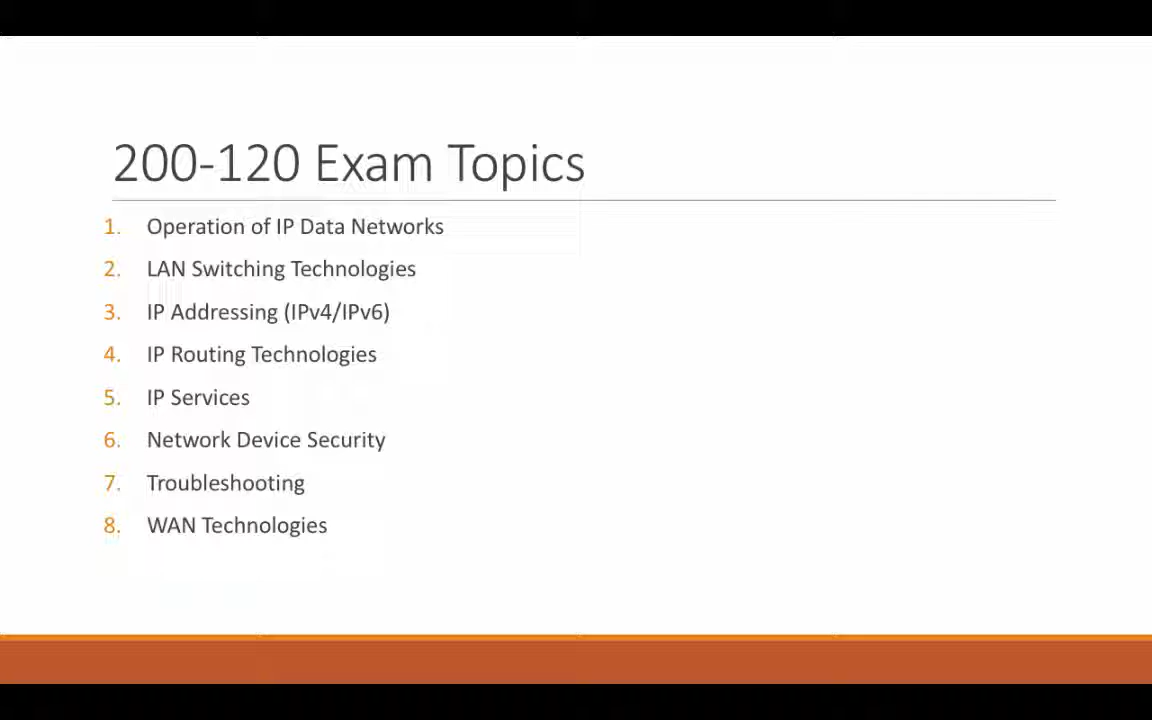 200-120 Exam Topics
1. Operation of IP Data Networks
2. LAN Switching Technologies
3. IP Addressing (IPv4/IPv6)
4. IP Routing Technologies
5. IP Services
6. Network Device Security
7. Troubleshooting
8. WAN Technologies